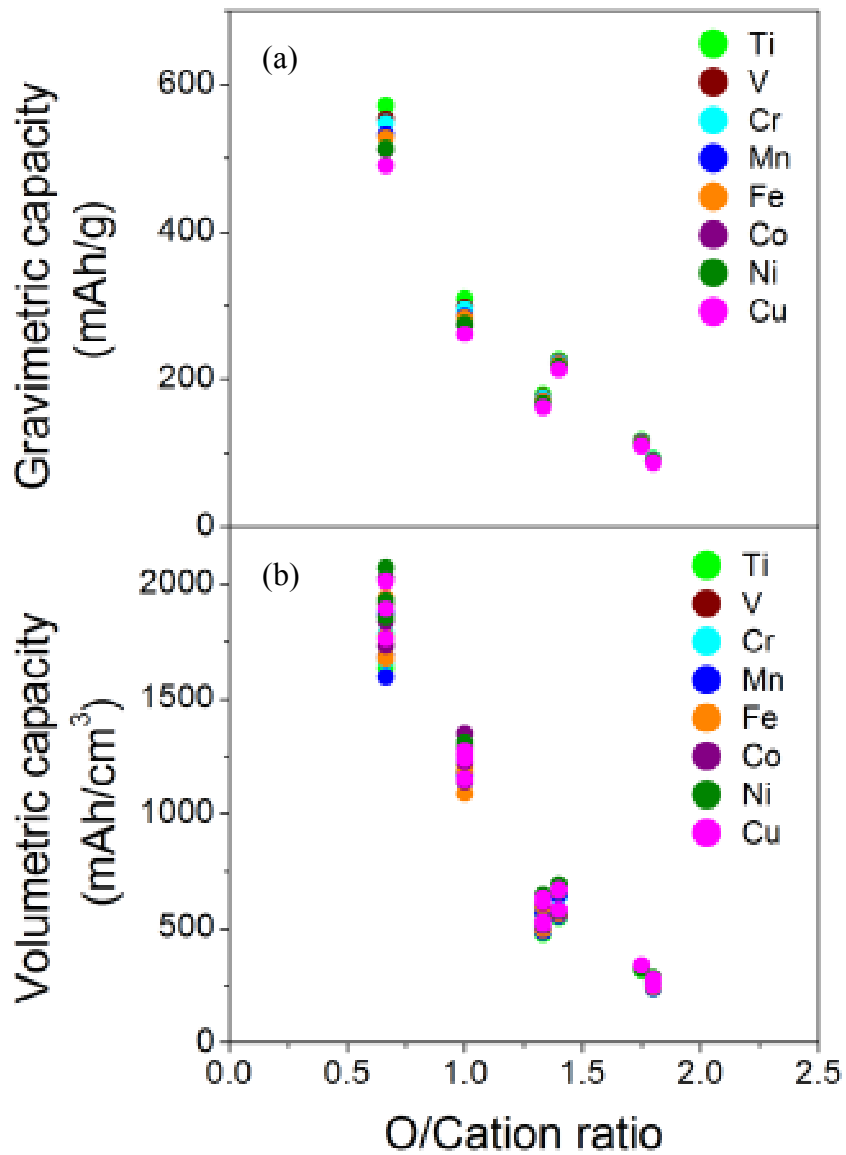 (a)
Gravimetric capacity
(mAh/g)
600
400
200
0
Ti
V
Cr
Mn
Fe
Co
Ni
Cu
(b)
Volumetric capacity
(mAh/cm³)
2000
1500
1000
500
0
Ti
V
Cr
Mn
Fe
Co
Ni
Cu
0.0 0.5 1.0 1.5 2.0 2.5
O/Cation ratio